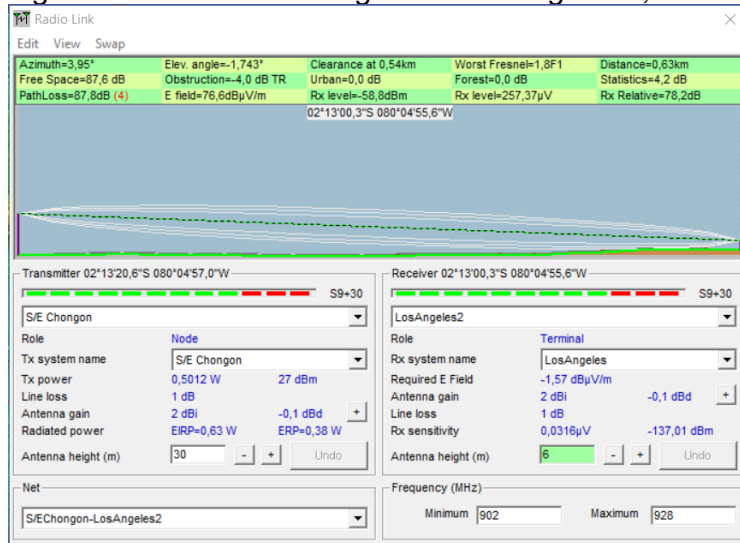 Radio Link
Edit View Swap
Azimuth=3,95° Elev. angle=-1,743° Clearance at 0,54km Worst Fresnel=1,8F1 Distance=0,63km
Free Space=87,6 dB Obstruction=-4,0 dB TR Urban=0,0 dB Forest=0,0 dB Statistics=4,2 dB
PathLoss=87,8dB (4) E field=76,6dBµV/m Rx level=-58,8dBm Rx level=257,37µV Rx Relative=78,2dB
02°13'00,3"S 080°04'55,6"W
Transmitter 02°13'20,6"S 080°04'57,0"W
S9+30
S/E Chongon
Role Node
Tx system name S/E Chongon
Tx power 0,5012 W 27 dBm
Line loss 1 dB
Antenna gain 2 dBi -0,1 dBd +
Radiated power EIRP=0,63 W ERP=0,38 W
Antenna height (m) 30 - + Undo
Receiver 02°13'00,3"S 080°04'55,6"W
S9+30
LosAngeles2
Role Terminal
Rx system name LosAngeles
Required E Field -1,57 dBµV/m
Antenna gain 2 dBi -0,1 dBd +
Line loss 1 dB
Rx sensitivity 0,0316µV -137,01 dBm
Antenna height (m) 6 - + Undo
Net
S/EChongon-LosAngeles2
Frequency (MHz)
Minimum 902 Maximum 928